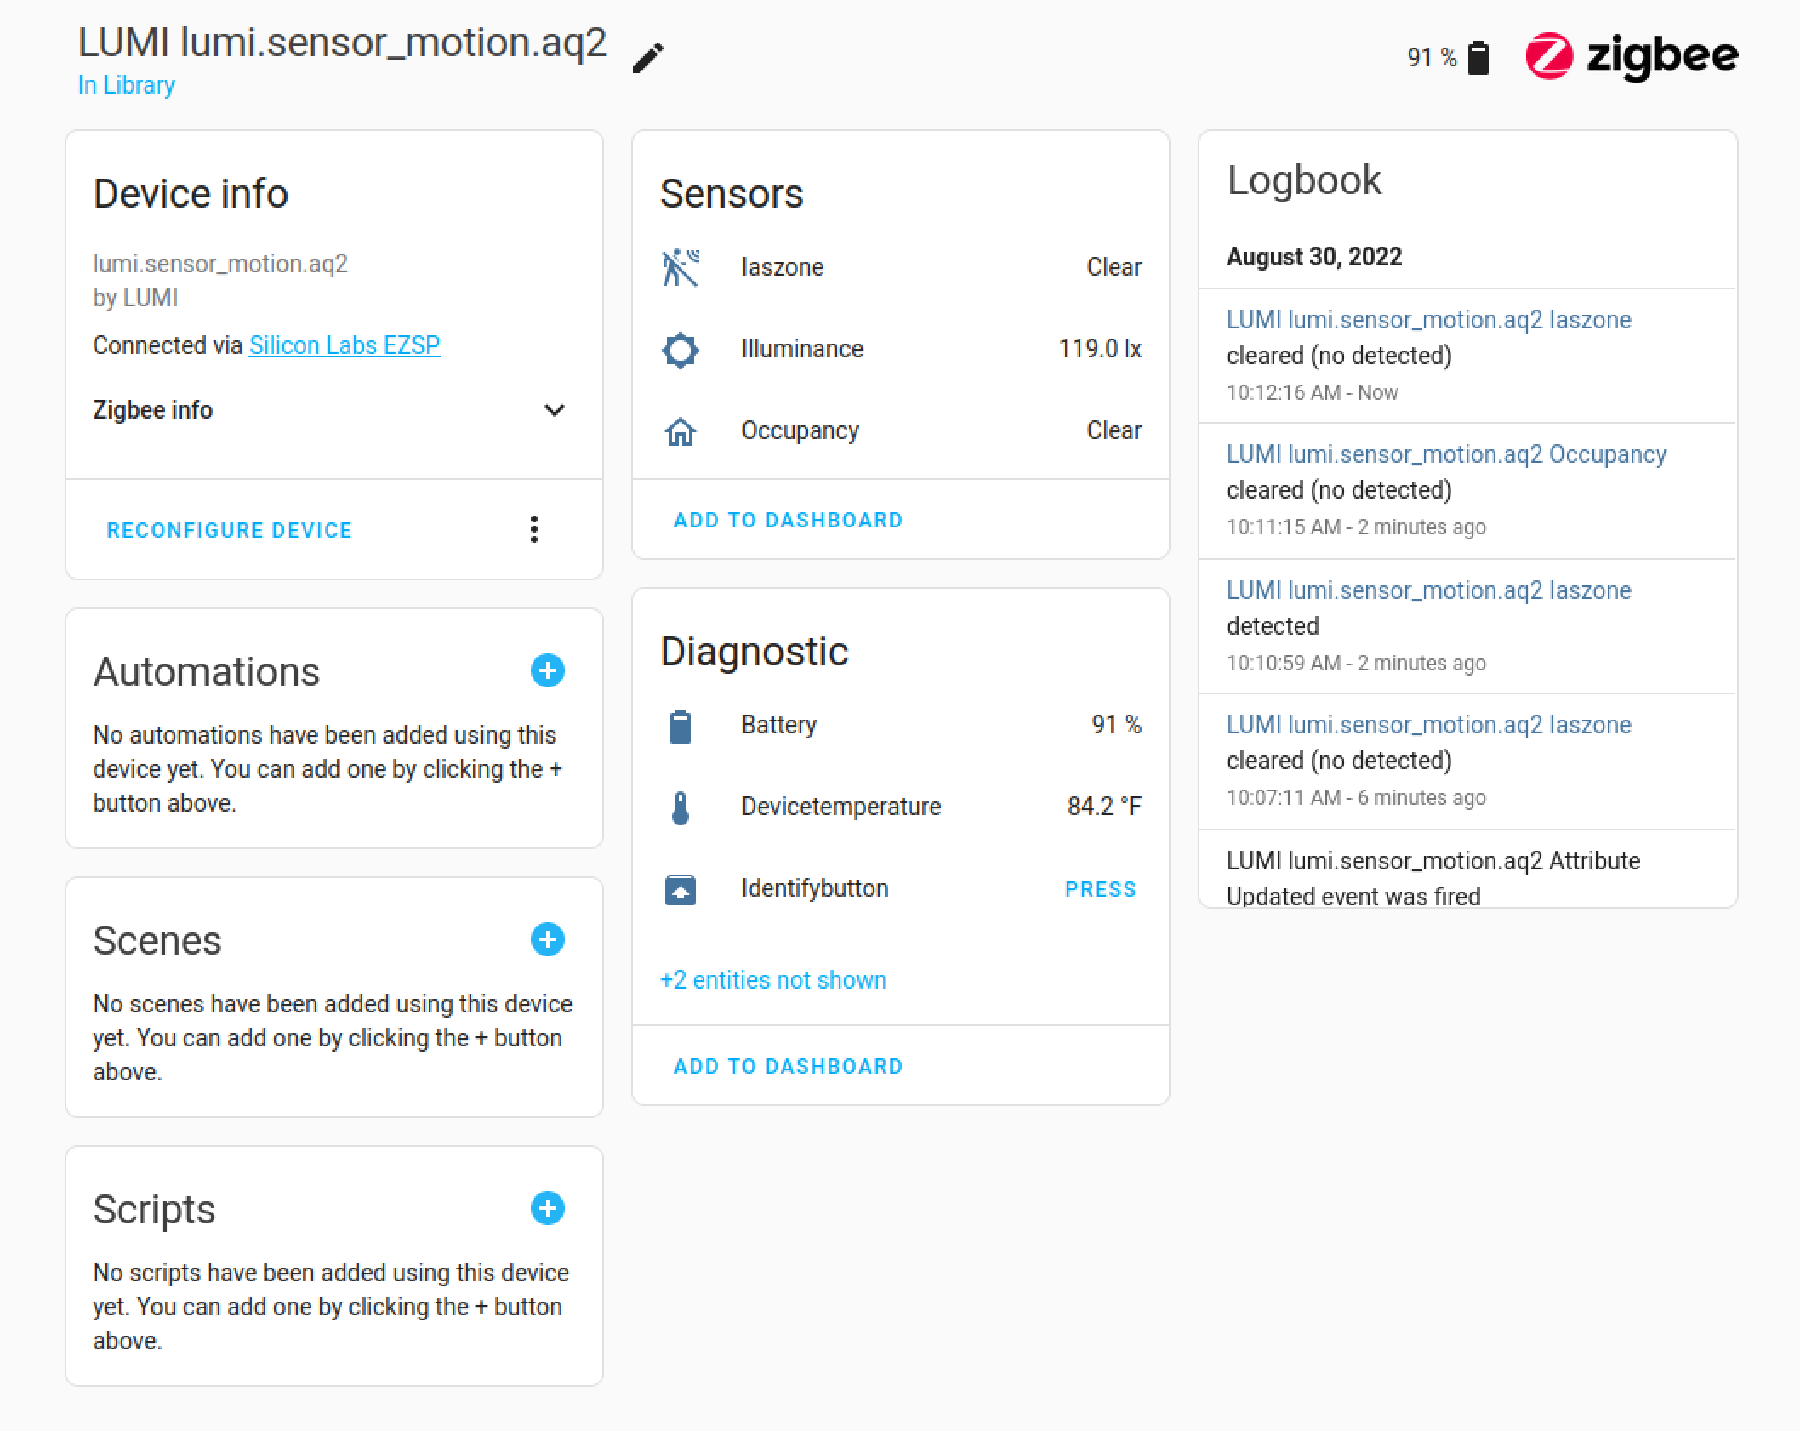 LUMI lumi.sensor_motion.aq2
In Library
91 %
zigbee
Device info
lumi.sensor_motion.aq2
by LUMI
Connected via Silicon Labs EZSP
Zigbee info
RECONFIGURE DEVICE
Automations
No automations have been added using this
device yet. You can add one by clicking the +
button above.
Scenes
No scenes have been added using this device
yet. You can add one by clicking the + button
above.
Scripts
No scripts have been added using this device
yet. You can add one by clicking the + button
above.
Sensors
Iaszone Clear
Illuminance 119.0 lx
Occupancy Clear
ADD TO DASHBOARD
Diagnostic
Battery 91 %
Devicetemperature 84.2 °F
Identifybutton PRESS
+2 entities not shown
ADD TO DASHBOARD
Logbook
August 30, 2022
LUMI lumi.sensor_motion.aq2 Iaszone
cleared (no detected)
10:12:16 AM - Now
LUMI lumi.sensor_motion.aq2 Occupancy
cleared (no detected)
10:11:15 AM - 2 minutes ago
LUMI lumi.sensor_motion.aq2 Iaszone
detected
10:10:59 AM - 2 minutes ago
LUMI lumi.sensor_motion.aq2 Iaszone
cleared (no detected)
10:07:11 AM - 6 minutes ago
LUMI lumi.sensor_motion.aq2 Attribute
Updated event was fired